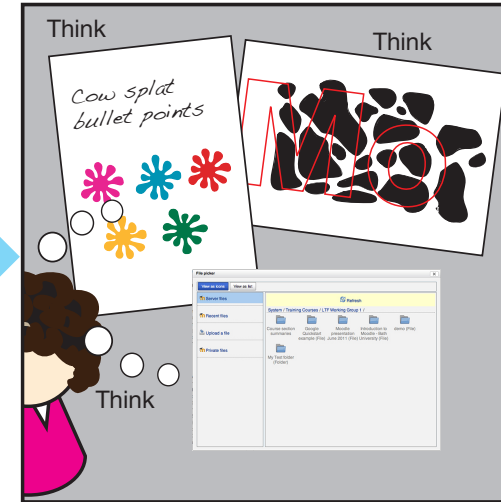 Think
Think
Cow splat
bullet points
Mo
File picker
View as icons View as list
Server files
Recent files
Upload a file
Private files
Refresh
System / Training Courses / LTF Working Group 1 /
Course section summaries
Google Quickstart example (File)
Moodle presentation June 2011 (File)
Introduction to Moodle - Bath University (File)
demo (File)
My Test folder (Folder)
Think